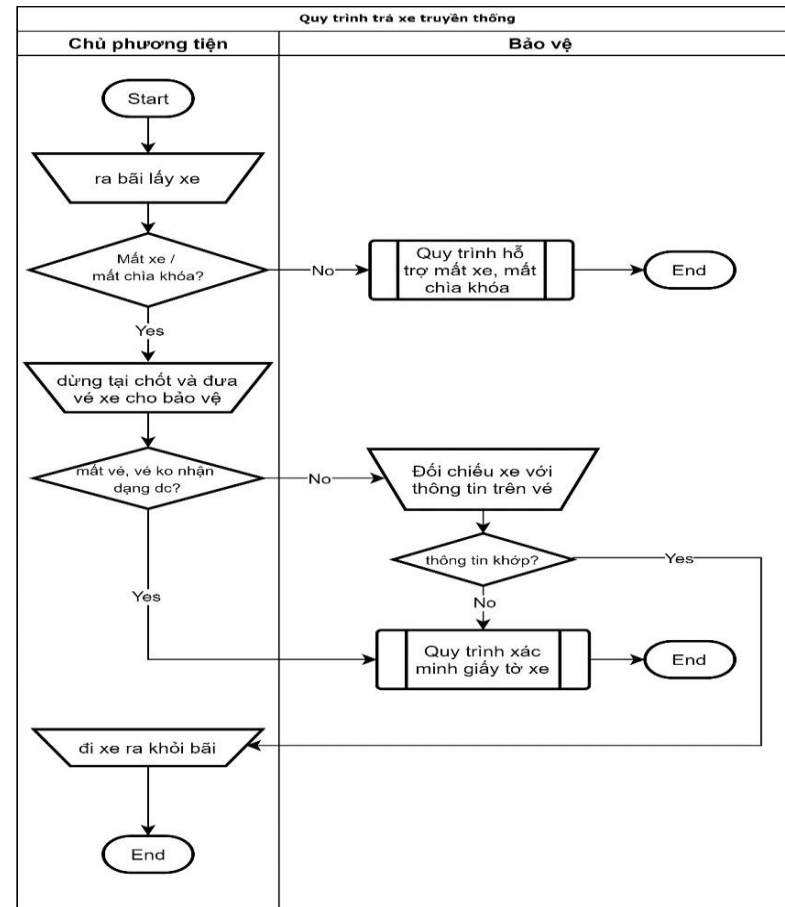 Quy trình trả xe truyền thống
Chủ phương tiện
Bảo vệ
Start
ra bãi lấy xe
Mất xe /
mất chìa khóa?
No
Quy trình hỗ
trợ mất xe, mất
chìa khóa
End
Yes
dừng tại chốt và đưa
vé xe cho bảo vệ
mất vé, vé ko nhận
dạng dc?
No
Đối chiếu xe với
thông tin trên vé
thông tin khớp?
Yes
Yes
No
Quy trình xác
minh giấy tờ xe
End
đi xe ra khỏi bãi
End